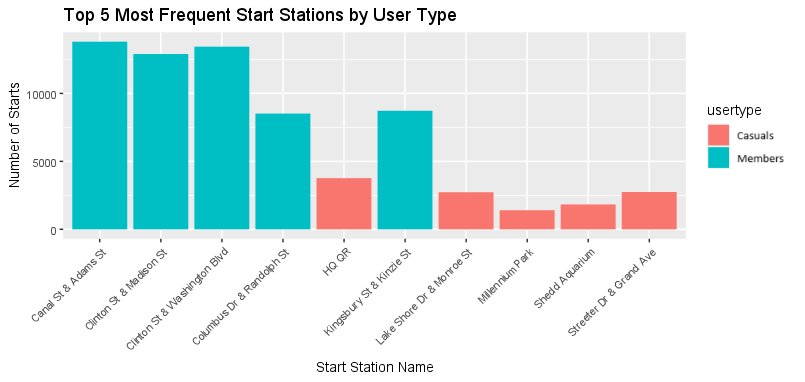 Top 5 Most Frequent Start Stations by User Type
Number of Starts
10000
5000
0
usertype
Casuals
Members
Canal St & Adams St
Clinton St & Madison St
Clinton St & Washington Blvd
Columbus Dr & Randolph St
HQ QR
Kingsbury St & Kinzie St
Lake Shore Dr & Monroe St
Millennium Park
Shedd Aquarium
Streeter Dr & Grand Ave
Start Station Name